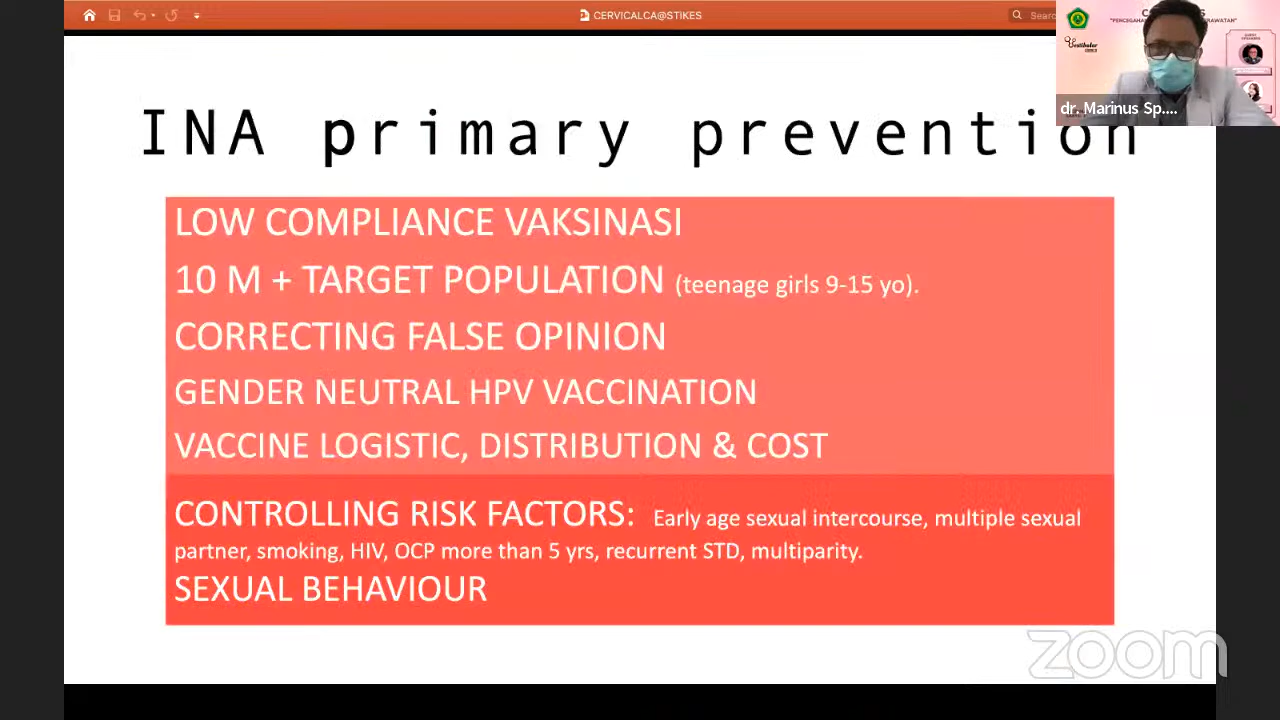 CERVICALCA@STIKES
Sear
dr. Marinus Sp....
INA primary prevention
LOW COMPLIANCE VAKSINASI
10 M + TARGET POPULATION (teenage girls 9-15 yo).
CORRECTING FALSE OPINION
GENDER NEUTRAL HPV VACCINATION
VACCINE LOGISTIC, DISTRIBUTION & COST
CONTROLLING RISK FACTORS: Early age sexual intercourse, multiple sexual
partner, smoking, HIV, OCP more than 5 yrs, recurrent STD, multiparity.
SEXUAL BEHAVIOUR
zoom